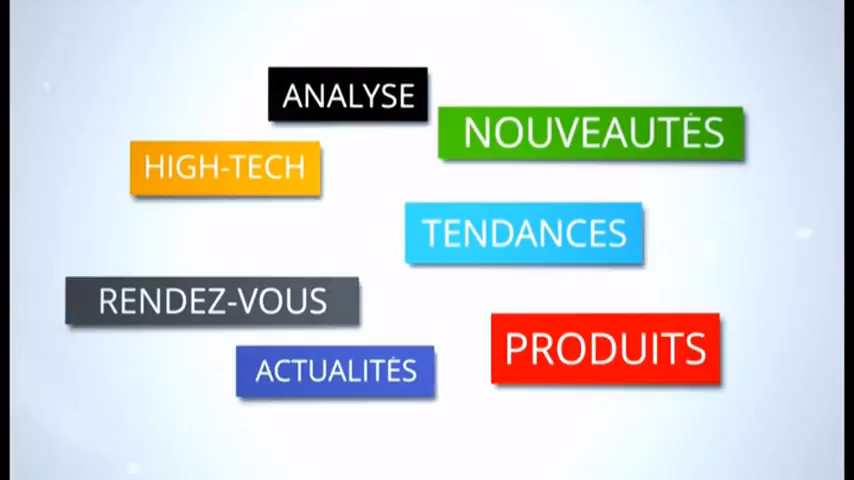 ANALYSE
NOUVEAUTÉS
HIGH-TECH
TENDANCES
RENDEZ-VOUS
PRODUITS
ACTUALITÉS